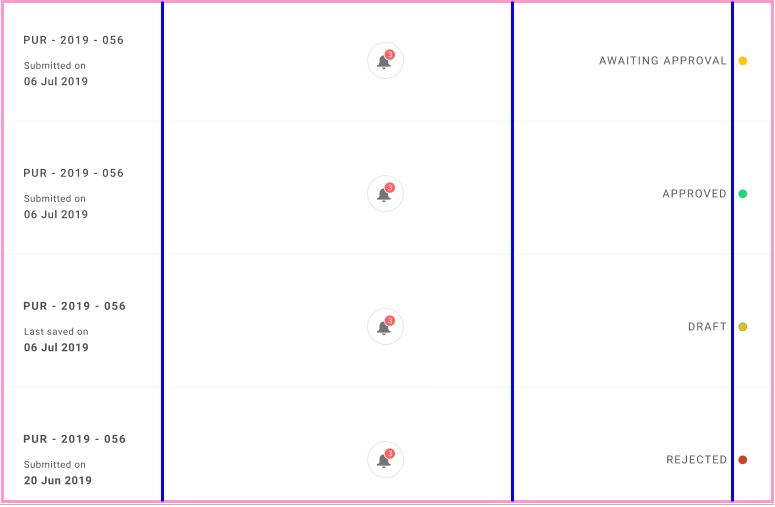 PUR - 2019 - 056
Submitted on
06 Jul 2019
3
AWAITING APPROVAL
PUR - 2019 - 056
Submitted on
06 Jul 2019
3
APPROVED
PUR - 2019 - 056
Last saved on
06 Jul 2019
3
DRAFT
PUR - 2019 - 056
Submitted on
20 Jun 2019
3
REJECTED